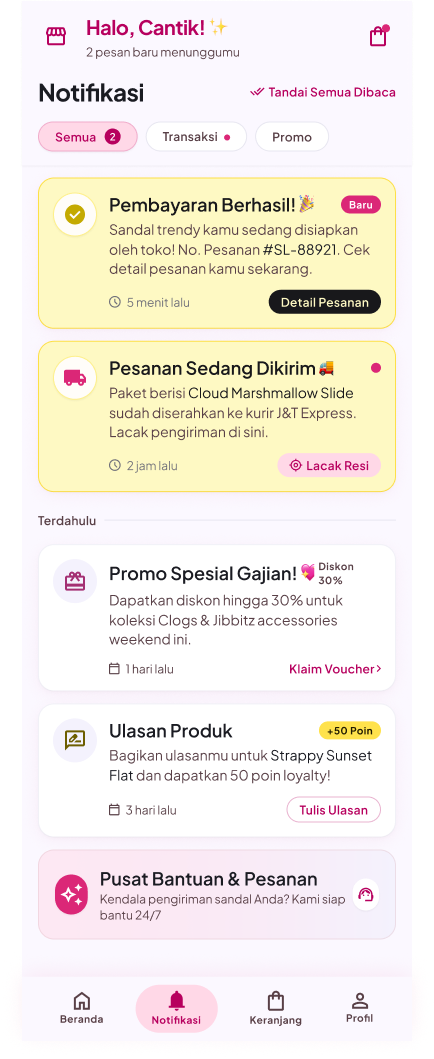 Halo, Cantik! ✨
2 pesan baru menunggumu
Notifikasi
Tandai Semua Dibaca
Semua 2
Transaksi
Promo
Pembayaran Berhasil! 🎉
Baru
Sandal trendy kamu sedang disiapkan
oleh toko! No. Pesanan #SL-88921. Cek
detail pesanan kamu sekarang.
5 menit lalu
Detail Pesanan
Pesanan Sedang Dikirim 🚚
Paket berisi Cloud Marshmallow Slide
sudah diserahkan ke kurir J&T Express.
Lacak pengiriman di sini.
2 jam lalu
Lacak Resi
Terdahulu
Promo Spesial Gajian! 💖
Diskon
30%
Dapatkan diskon hingga 30% untuk
koleksi Clogs & Jibbitz accessories
weekend ini.
1 hari lalu
Klaim Voucher
Ulasan Produk
+50 Poin
Bagikan ulasanmu untuk Strappy Sunset
Flat dan dapatkan 50 poin loyalty!
3 hari lalu
Tulis Ulasan
Pusat Bantuan & Pesanan
Kendala pengiriman sandal Anda? Kami siap
bantu 24/7
Beranda
Notifikasi
Keranjang
Profil